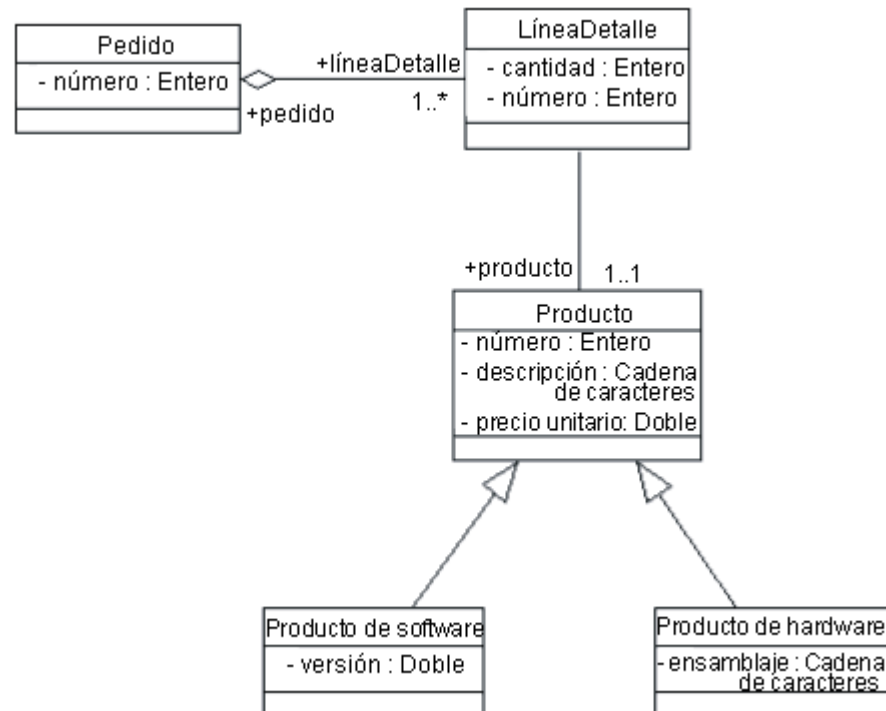 Pedido
- número : Entero
+líneaDetalle
1..*
+pedido
LíneaDetalle
- cantidad : Entero
- número : Entero
+producto
1..1
Producto
- número : Entero
- descripción : Cadena
de caracteres
- precio unitario: Doble
Producto de software
- versión : Doble
Producto de hardware
- ensamblaje : Cadena
de caracteres